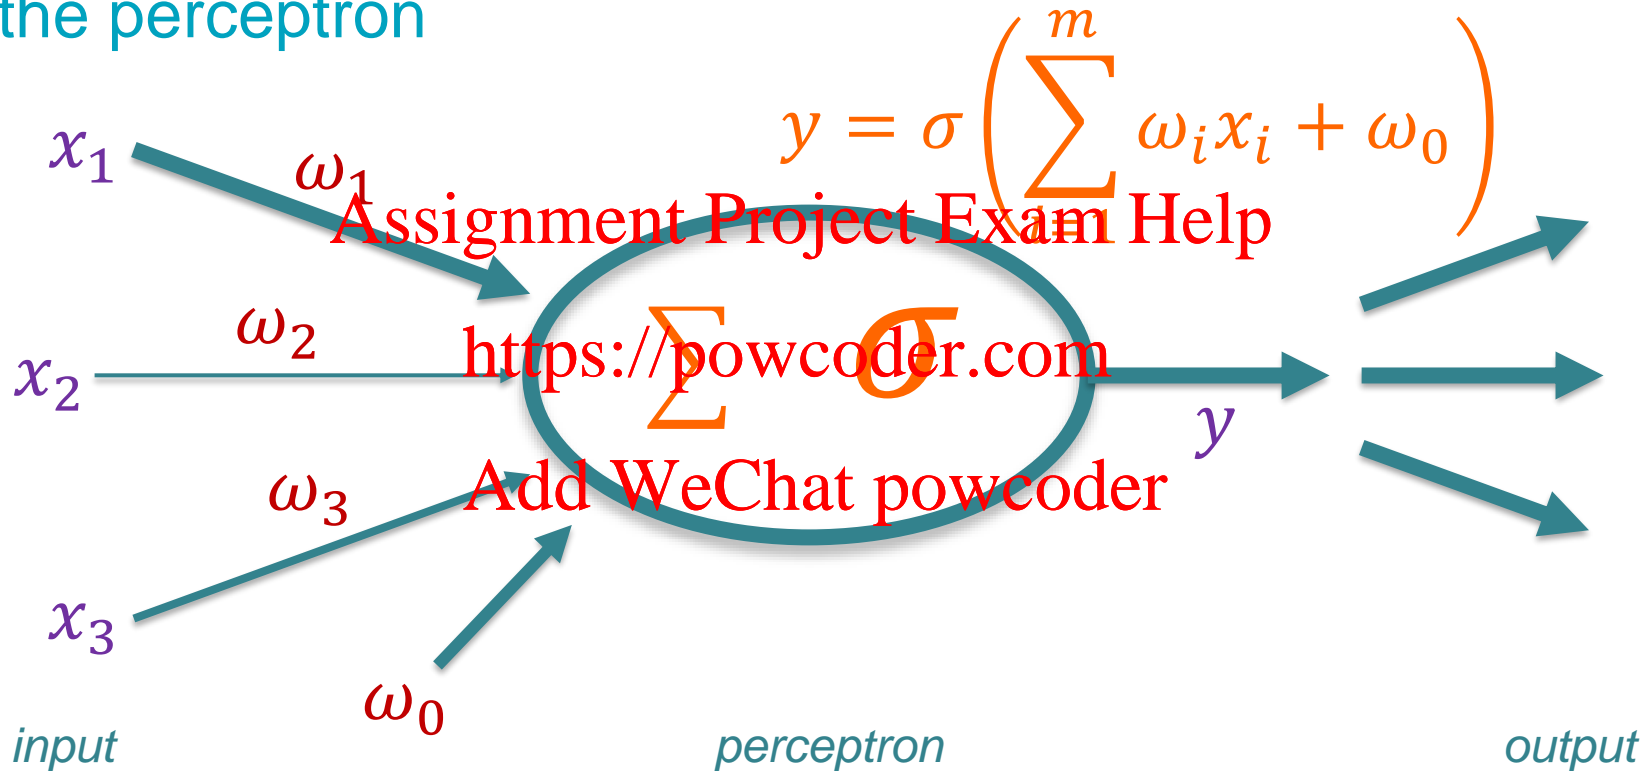 the perceptron
y = σ(∑_{i=1}^{m} ω_i x_i + ω_0)
x_1
ω_1
Assignment Project Exam Help
ω_2
∑ σ
https://powcoder.com
x_2
y
ω_3
Add WeChat powcoder
x_3
ω_0
input
perceptron
output